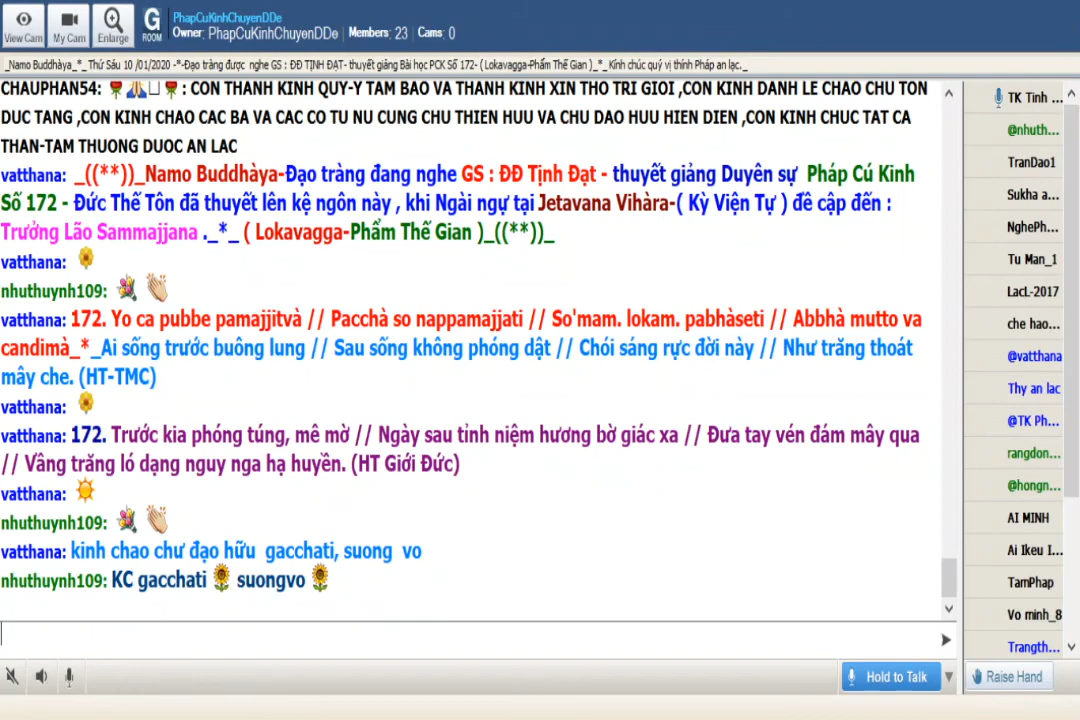 View Cam
My Cam
Enlarge
G
ROOM
PhapCuKinhChuyenDDe
Owner: PhapCuKinhChuyenDDe | Members: 23 | Cams: 0
_Namo Buddhàya_*_ Thứ Sáu 10 /01/2020 -*-Đạo tràng được nghe GS : ĐĐ TỊNH ĐẠT- thuyết giảng Bài học PCK Số 172- ( Lokavagga-Phẩm Thế Gian )_*_ Kính chúc quý vị thính Pháp an lạc._
CHAUPHAN54: 🌹🙏□🌹: CON THANH KINH QUY-Y TAM BAO VA THANH KINH XIN THO TRI GIOI ,CON KINH DANH LE CHAO CHU TON
DUC TANG ,CON KINH CHAO CAC BA VA CAC CO TU NU CUNG CHU THIEN HUU VA CHU DAO HUU HIEN DIEN ,CON KINH CHUC TAT CA
THAN-TAM THUONG DUOC AN LAC
vatthana: _((**))_Namo Buddhàya-Đạo tràng đang nghe GS : ĐĐ Tịnh Đạt - thuyết giảng Duyên sự Pháp Cú Kinh
Số 172 - Đức Thế Tôn đã thuyết lên kệ ngôn này , khi Ngài ngự tại Jetavana Vihàra-( Kỳ Viện Tự ) đề cập đến :
Trưởng Lão Sammajjana ._*_ ( Lokavagga-Phẩm Thế Gian )_((**))_
vatthana:
nhuthuynh109:
vatthana: 172. Yo ca pubbe pamajjitvà // Pacchà so nappamajjati // So'mam. lokam. pabhàseti // Abbhà mutto va
candimà_*_Ai sống trước buông lung // Sau sống không phóng dật // Chói sáng rực đời này // Như trăng thoát
mây che. (HT-TMC)
vatthana:
vatthana: 172. Trước kia phóng túng, mê mờ // Ngày sau tỉnh niệm hương bờ giác xa // Đưa tay vén đám mây qua
// Vầng trăng ló dạng nguy nga hạ huyền. (HT Giới Đức)
vatthana:
nhuthuynh109:
vatthana: kinh chao chư đạo hữu gacchati, suong vo
nhuthuynh109: KC gacchati 🌻 suongvo 🌻
Hold to Talk
TK Tinh ...
@nhuth...
TranDao1
Sukha a...
NghePh...
Tu Man_1
LacL-2017
che hao...
@vatthana
Thy an lac
@TK Ph...
rangdon...
@hongn...
AI MINH
Ai Ikeu I...
TamPhap
Vo minh_8
Trangth...
Raise Hand